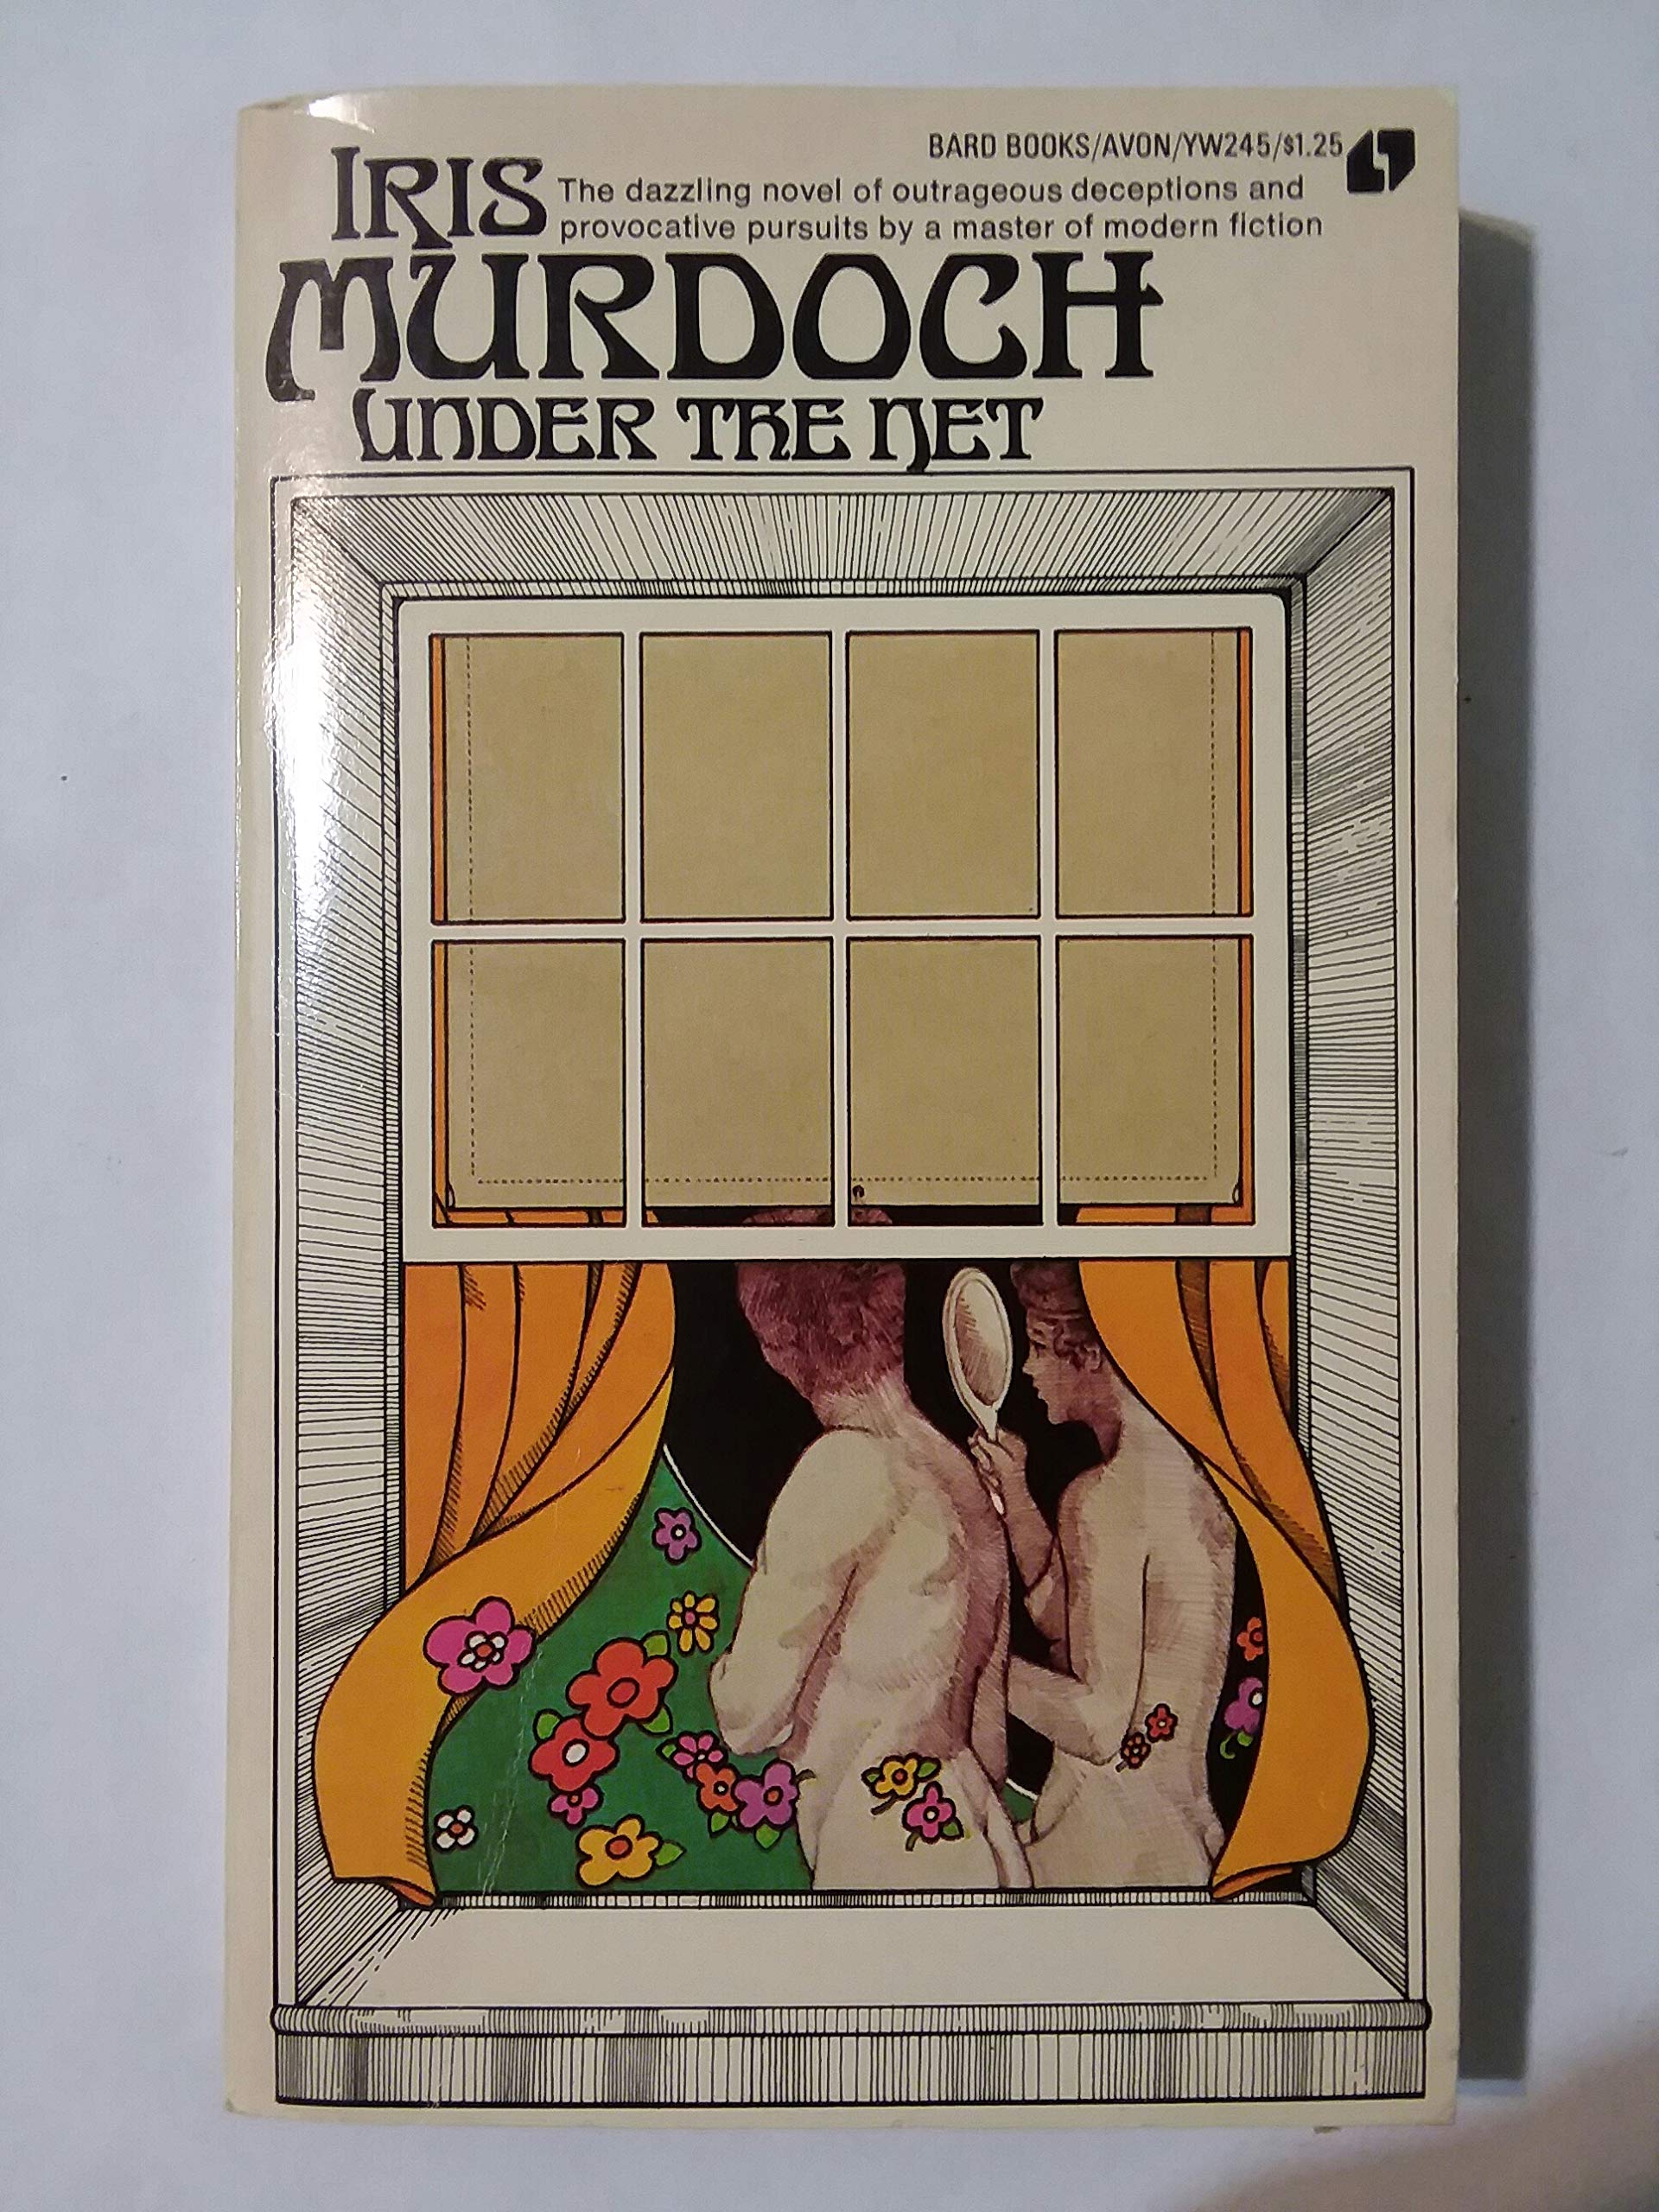 BARD BOOKS/AVON/YW245/$1.25
IRIS
The dazzling novel of outrageous deceptions and
provocative pursuits by a master of modern fiction
MURDOCH
UNDER THE NET